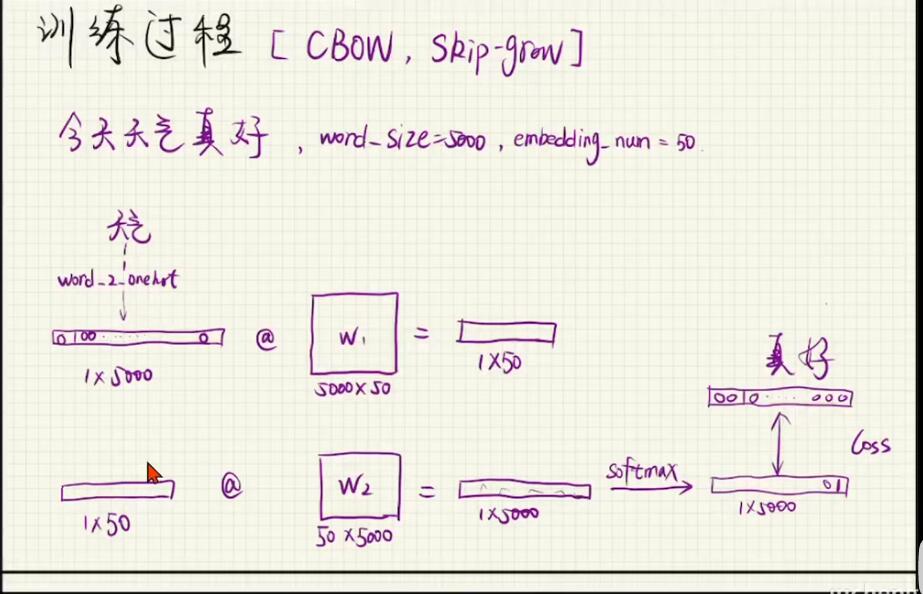 训练过程 [ CBOW, Skip-grow ]
今天天气真好, word_size=5000, embedding_num = 50
天气
word_2_onehot
0 1 0 0 ...... 0 @ W₁ =
1×5000 5000×50 1×50
真好
0 0 1 0 .... 0 0 0
Loss
@ W₂ = softmax 0 1
1×50 50×5000 1×5000 1×5000